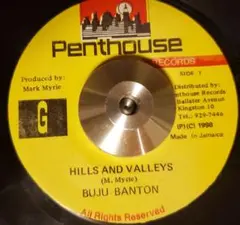 Penthouse
RECORDS
SIDE 1
Produced by:
Mark Myrie
Distributed by:
Penthouse Records
Ballater Avenue
Kingston 10
Tel.: 929-7446
(P)(C) 1998
Made in Jamaica
G
HILLS AND VALLEYS
(M. Myrie)
BUJU BANTON
All Rights Reserved